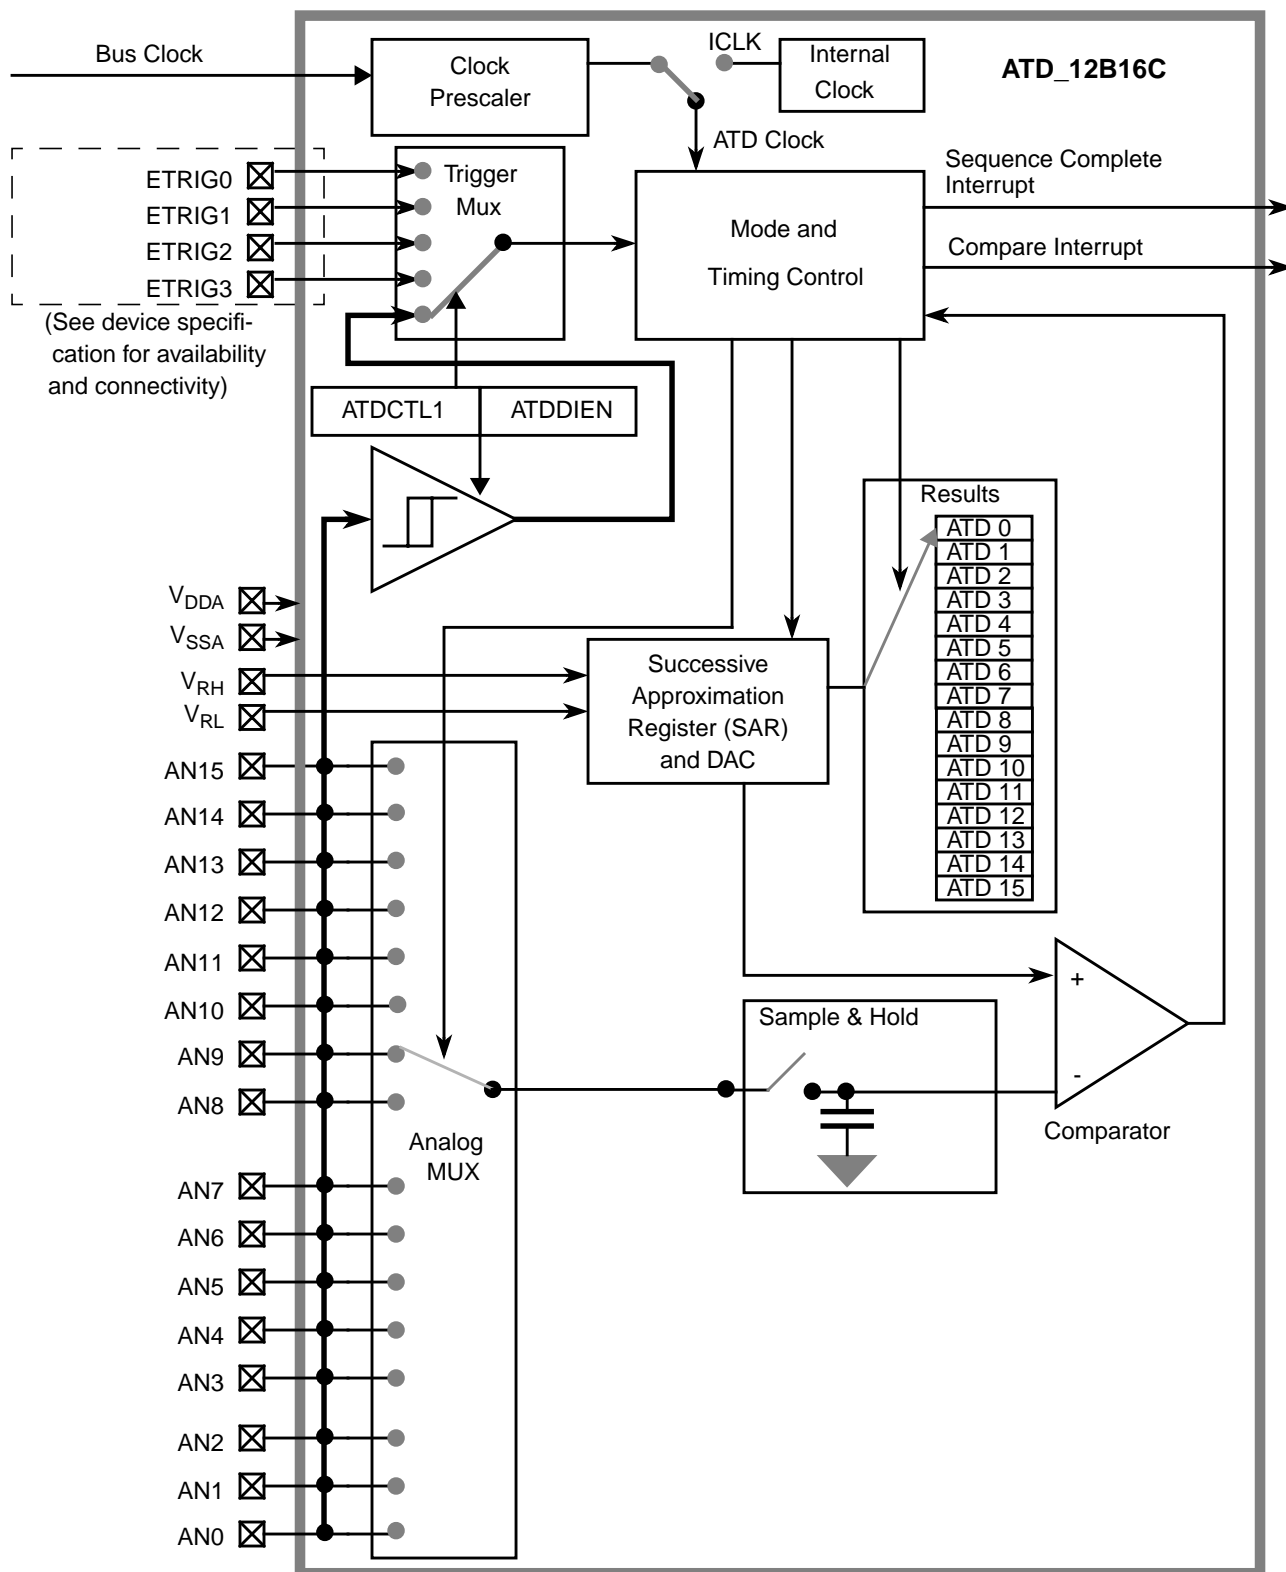 Bus Clock
Clock
Prescaler
ICLK
Internal
Clock
ATD_12B16C
ATD Clock
ETRIG0
ETRIG1
ETRIG2
ETRIG3
(See device specifi-
cation for availability
and connectivity)
Trigger
Mux
Mode and
Timing Control
Sequence Complete
Interrupt
Compare Interrupt
ATDCTL1
ATDDIEN
Results
ATD 0
ATD 1
ATD 2
ATD 3
ATD 4
ATD 5
ATD 6
ATD 7
ATD 8
ATD 9
ATD 10
ATD 11
ATD 12
ATD 13
ATD 14
ATD 15
VDDA
VSSA
VRH
VRL
Successive
Approximation
Register (SAR)
and DAC
AN15
AN14
AN13
AN12
AN11
AN10
AN9
AN8
AN7
AN6
AN5
AN4
AN3
AN2
AN1
AN0
Analog
MUX
Sample & Hold
+
-
Comparator